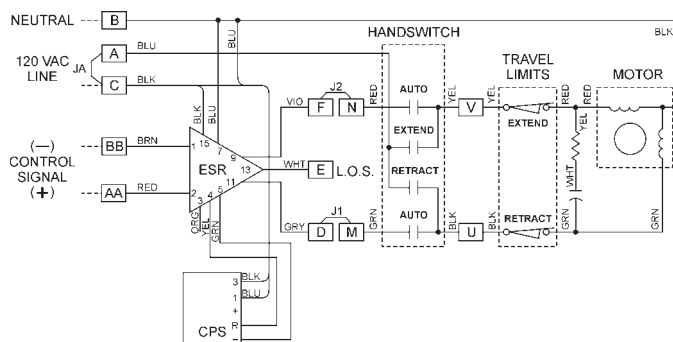 NEUTRAL B BLK
HANDSWITCH
A BLU BLU
120 VAC LINE JA
TRAVEL LIMITS
MOTOR
C BLK
J2
AUTO
RED YEL YEL RED RED
VIO F N V
BLK BLU
EXTEND EXTEND
YEL
(−) BB BRN 1 15 7 9
ESR 13 WHT E L.O.S.
CONTROL SIGNAL
RETRACT
WHT
(+) AA RED 2 3 4 5 11
J1
GRY D M GRN AUTO BLK U BLK RETRACT GRN GRN
ORG YEL GRN
3 BLK
1 BLU
+
CPS R
−